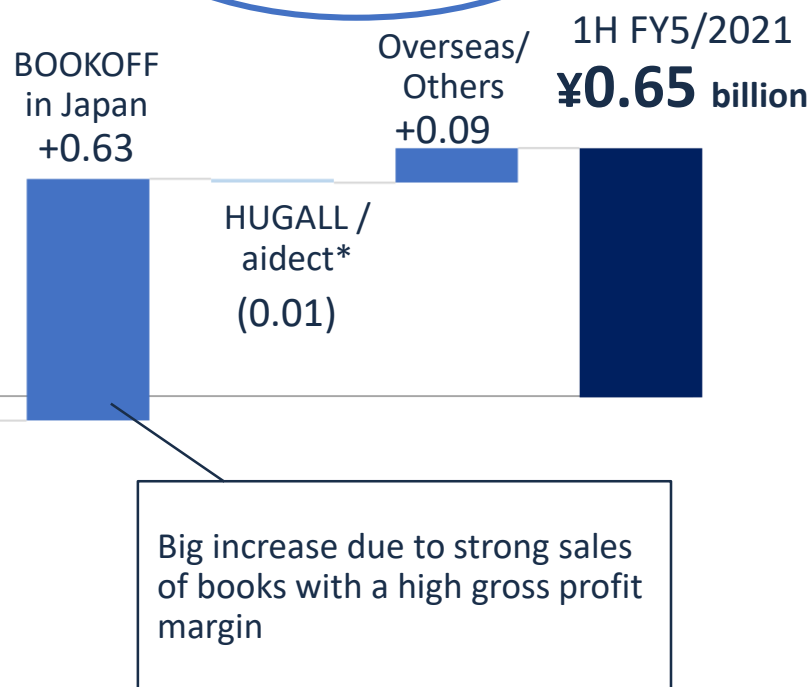 BOOKOFF
in Japan
+0.63
HUGALL /
aidect*
(0.01)
Overseas/
Others
+0.09
1H FY5/2021
¥0.65 billion
Big increase due to strong sales
of books with a high gross profit
margin